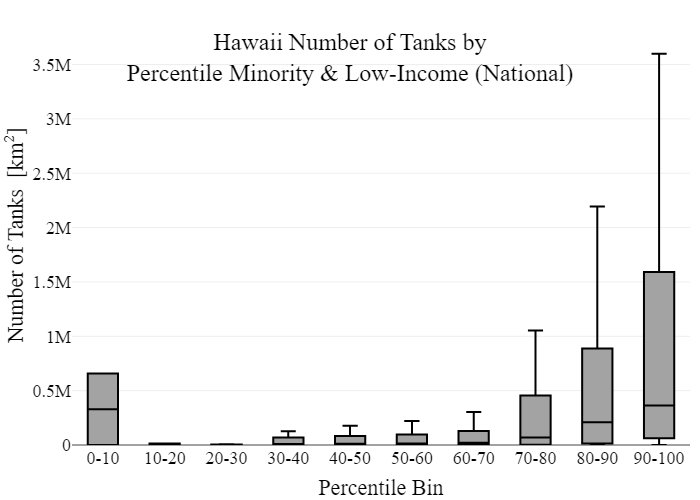 Hawaii Number of Tanks by
Percentile Minority & Low-Income (National)
Number of Tanks [km²]
3.5M
3M
2.5M
2M
1.5M
1M
0.5M
0
0-10 10-20 20-30 30-40 40-50 50-60 60-70 70-80 80-90 90-100
Percentile Bin